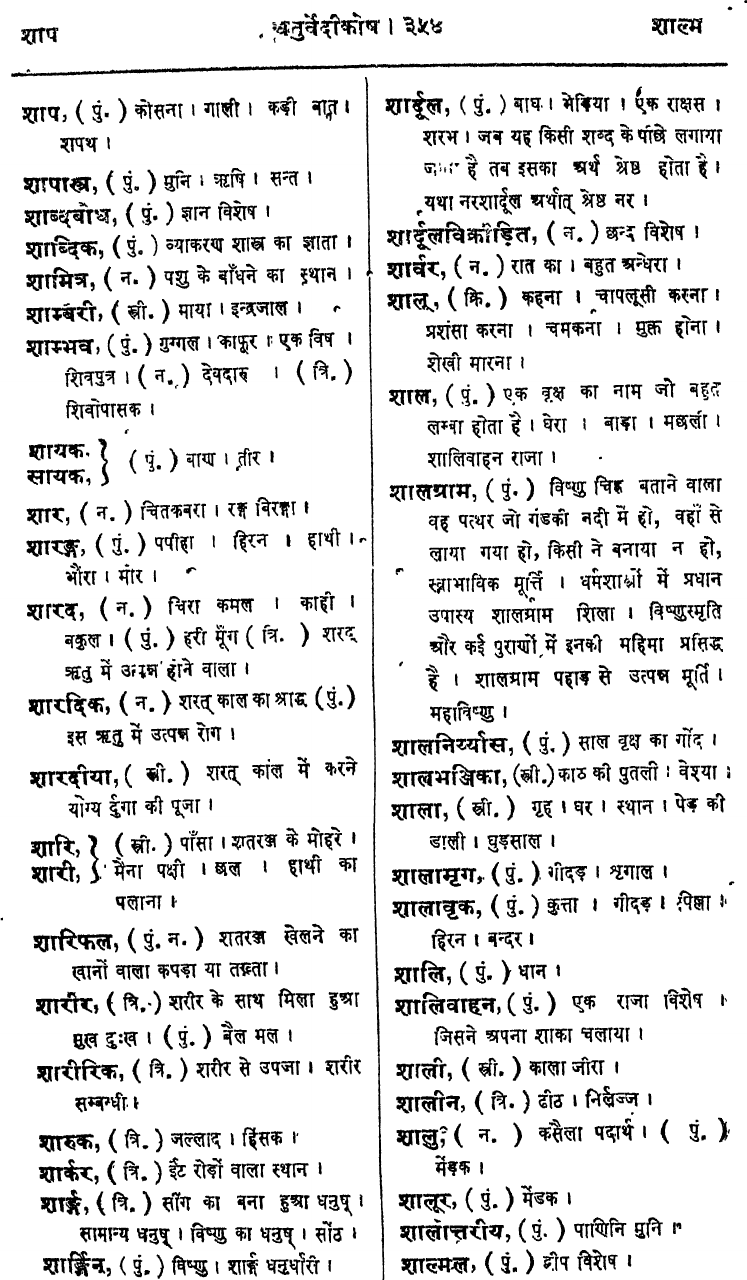 शाप
चतुर्वेदीकोष । ३५४
शाल्म
शाप, ( पुं. ) कोसना । गाली । कड़ी बात ।
शपथ ।
शापास्त्र, ( पुं. ) मुनि । ऋषि । सन्त ।
शाब्दबोध, ( पुं. ) ज्ञान विशेष ।
शाब्दिक, ( पुं. ) व्याकरण शास्त्र का ज्ञाता ।
शामित्र, ( न. ) पशु के बाँधने का स्थान ।
शाम्बरी, ( स्त्री. ) माया । इन्द्रजाल ।
शाम्भव, ( पुं. ) गुग्गल । काफूर । एक विष ।
शिवपुत्र । ( न. ) देवदारु । ( त्रि. )
शिवोपासक ।
शायक, }
सायक, } ( पुं. ) बाण । तीर ।
शार, ( न. ) चितकबरा । रङ्ग बिरङ्गा ।
शारङ्ग, ( पुं. ) पपीहा । हिरन । हाथी ।
भौंरा । मोर ।
शारद, ( न. ) चिरा कमल । काही ।
बकुल । ( पुं. ) हरी मूँग ( त्रि. ) शरद्
ऋतु में उत्पन्न होने वाला ।
शारदिक, ( न. ) शरत् काल का श्राद्ध ( पुं. )
इस ऋतु में उत्पन्न रोग ।
शारदीया, ( स्त्री. ) शरत् कांल में करने
योग्य र्दुगा की पूजा ।
शारि, } ( स्त्री. ) पाँसा । शतरञ्ज के मोहरे ।
शारी, } मैना पक्षी । छल । हाथी का
पलाना ।
शारिफल, ( पुं. न. ) शतरञ्ज खेलने का
खानों वाला कपड़ा या तख़्ता ।
शारीर, ( त्रि. ) शरीर के साथ मिला हुआ
सुख दुःख । ( पुं. ) बैल मल ।
शारीरिक, ( त्रि. ) शरीर से उपजा । शरीर
सम्बन्धी ।
शारुक, ( त्रि. ) जल्लाद । हिंसक ।
शार्कर, ( त्रि. ) ईंट रोड़ों वाला स्थान ।
शार्ङ्ग, ( त्रि. ) सींग का बना हुआ धनुष् ।
सामान्य धनुष् । विष्णु का धनुष् । सोंठ ।
शार्ङ्गिन, ( पुं. ) विष्णु । शार्ङ्ग धनुर्धारी ।
शार्दूल, ( पुं. ) बाघ । भेड़िया । एक राक्षस ।
शरभ । जब यह किसी शब्द के पीछे लगाया
जाता है तब इसका अर्थ श्रेष्ठ होता है ।
यथा नरशार्दूल अर्थात् श्रेष्ठ नर ।
शार्दूलविक्रीड़ित, ( न. ) छन्द विशेष ।
शार्वर, ( न. ) रात का । बहुत अन्धेरा ।
शालृ, ( क्रि. ) कहना । चापलूसी करना ।
प्रशंसा करना । चमकना । मुक्त होना ।
शेखी मारना ।
शाल, ( पुं. ) एक वृक्ष का नाम जो बहुत
लम्बा होता है । घेरा । बाड़ा । मछली ।
शालिवाहन राजा ।
शालग्राम, ( पुं. ) विष्णु चिह्न बताने वाला
वह पत्थर जो गंडकी नदी में हो, वहाँ से
लाया गया हो, किसी ने बनाया न हो,
स्वाभाविक मूर्त्ति । धर्मशास्त्रों में प्रधान
उपास्य शालग्राम शिला । विष्णुस्मृति
और कई पुराणों में इनकी महिमा प्रसिद्ध
है । शालग्राम पहाड़ से उत्पन्न मूर्ति ।
महाविष्णु ।
शालनिर्य्यास, ( पुं. ) साल वृक्ष का गोंद ।
शालभञ्जिका, (स्त्री.) काठ की पुतली । वेश्या ।
शाला, ( स्त्री. ) गृह । घर । स्थान । पेड़ की
डाली । घुड़साल ।
शालामृग, ( पुं. ) गीदड़ । शृगाल ।
शालावृक, ( पुं. ) कुत्ता । गीदड़ । पिल्ला ।
हिरन । बन्दर ।
शालि, ( पुं. ) धान ।
शालिवाहन, ( पुं. ) एक राजा विशेष ।
जिसने अपना शाका चलाया ।
शाली, ( स्त्री. ) काला जीरा ।
शालीन, ( त्रि. ) ढीठ । निर्लज्ज ।
शालु, ( न. ) कसैला पदार्थ । ( पुं. )
मेंडक ।
शालूर, ( पुं. ) मेंडक ।
शालोत्तरीय, ( पुं. ) पाणिनि मुनि ।
शाल्मल, ( पुं. ) द्वीप विशेष ।